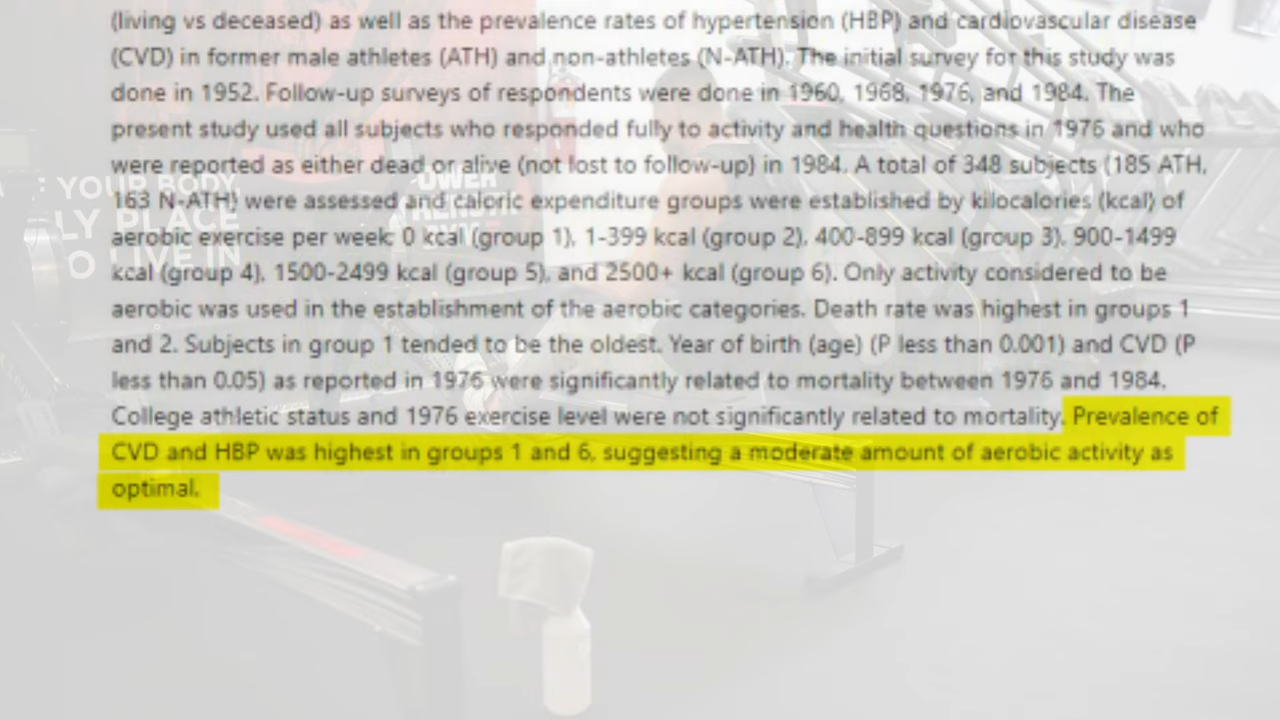 (living vs deceased) as well as the prevalence rates of hypertension (HBP) and cardiovascular disease
(CVD) in former male athletes (ATH) and non-athletes (N-ATH). The initial survey for this study was
done in 1952. Follow-up surveys of respondents were done in 1960, 1968, 1976, and 1984. The
present study used all subjects who responded fully to activity and health questions in 1976 and who
were reported as either dead or alive (not lost to follow-up) in 1984. A total of 348 subjects (185 ATH,
163 N-ATH) were assessed and caloric expenditure groups were established by kilocalories (kcal) of
aerobic exercise per week: 0 kcal (group 1), 1-399 kcal (group 2), 400-899 kcal (group 3), 900-1499
kcal (group 4), 1500-2499 kcal (group 5), and 2500+ kcal (group 6). Only activity considered to be
aerobic was used in the establishment of the aerobic categories. Death rate was highest in groups 1
and 2. Subjects in group 1 tended to be the oldest. Year of birth (age) (P less than 0.001) and CVD (P
less than 0.05) as reported in 1976 were significantly related to mortality between 1976 and 1984.
College athletic status and 1976 exercise level were not significantly related to mortality. Prevalence of
CVD and HBP was highest in groups 1 and 6, suggesting a moderate amount of aerobic activity as
optimal.
YOUR BODY
LY PLACE
O LIVE IN